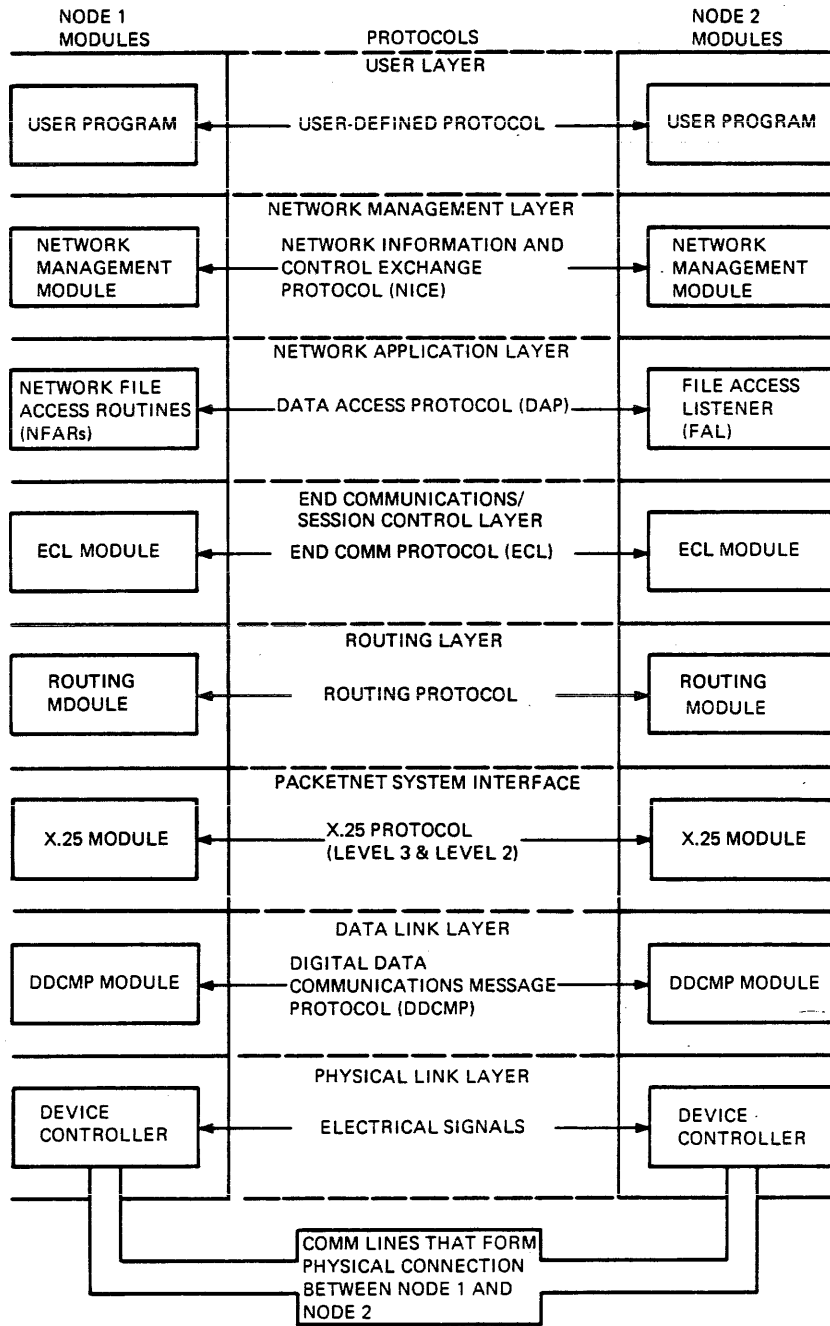 NODE 1
MODULES
PROTOCOLS
NODE 2
MODULES
USER LAYER
USER PROGRAM
USER-DEFINED PROTOCOL
USER PROGRAM
NETWORK MANAGEMENT LAYER
NETWORK
MANAGEMENT
MODULE
NETWORK INFORMATION AND
CONTROL EXCHANGE
PROTOCOL (NICE)
NETWORK
MANAGEMENT
MODULE
NETWORK APPLICATION LAYER
NETWORK FILE
ACCESS ROUTINES
(NFARs)
DATA ACCESS PROTOCOL (DAP)
FILE ACCESS
LISTENER
(FAL)
END COMMUNICATIONS/
SESSION CONTROL LAYER
ECL MODULE
END COMM PROTOCOL (ECL)
ECL MODULE
ROUTING LAYER
ROUTING
MDOULE
ROUTING PROTOCOL
ROUTING
MODULE
PACKETNET SYSTEM INTERFACE
X.25 MODULE
X.25 PROTOCOL
(LEVEL 3 & LEVEL 2)
X.25 MODULE
DATA LINK LAYER
DDCMP MODULE
DIGITAL DATA
COMMUNICATIONS MESSAGE
PROTOCOL (DDCMP)
DDCMP MODULE
PHYSICAL LINK LAYER
DEVICE
CONTROLLER
ELECTRICAL SIGNALS
DEVICE
CONTROLLER
COMM LINES THAT FORM
PHYSICAL CONNECTION
BETWEEN NODE 1 AND
NODE 2